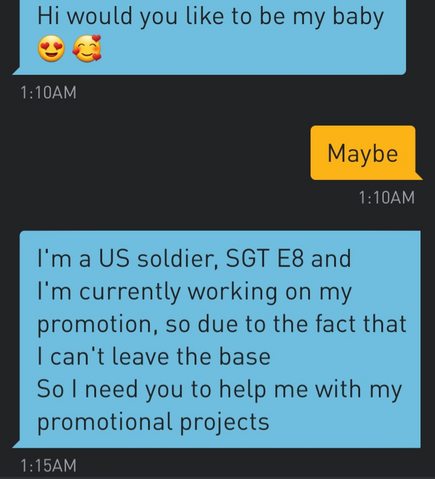 Hi would you like to be my baby
😍 🥰
1:10AM
Maybe
1:10AM
I'm a US soldier, SGT E8 and
I'm currently working on my
promotion, so due to the fact that
I can't leave the base
So I need you to help me with my
promotional projects
1:15AM